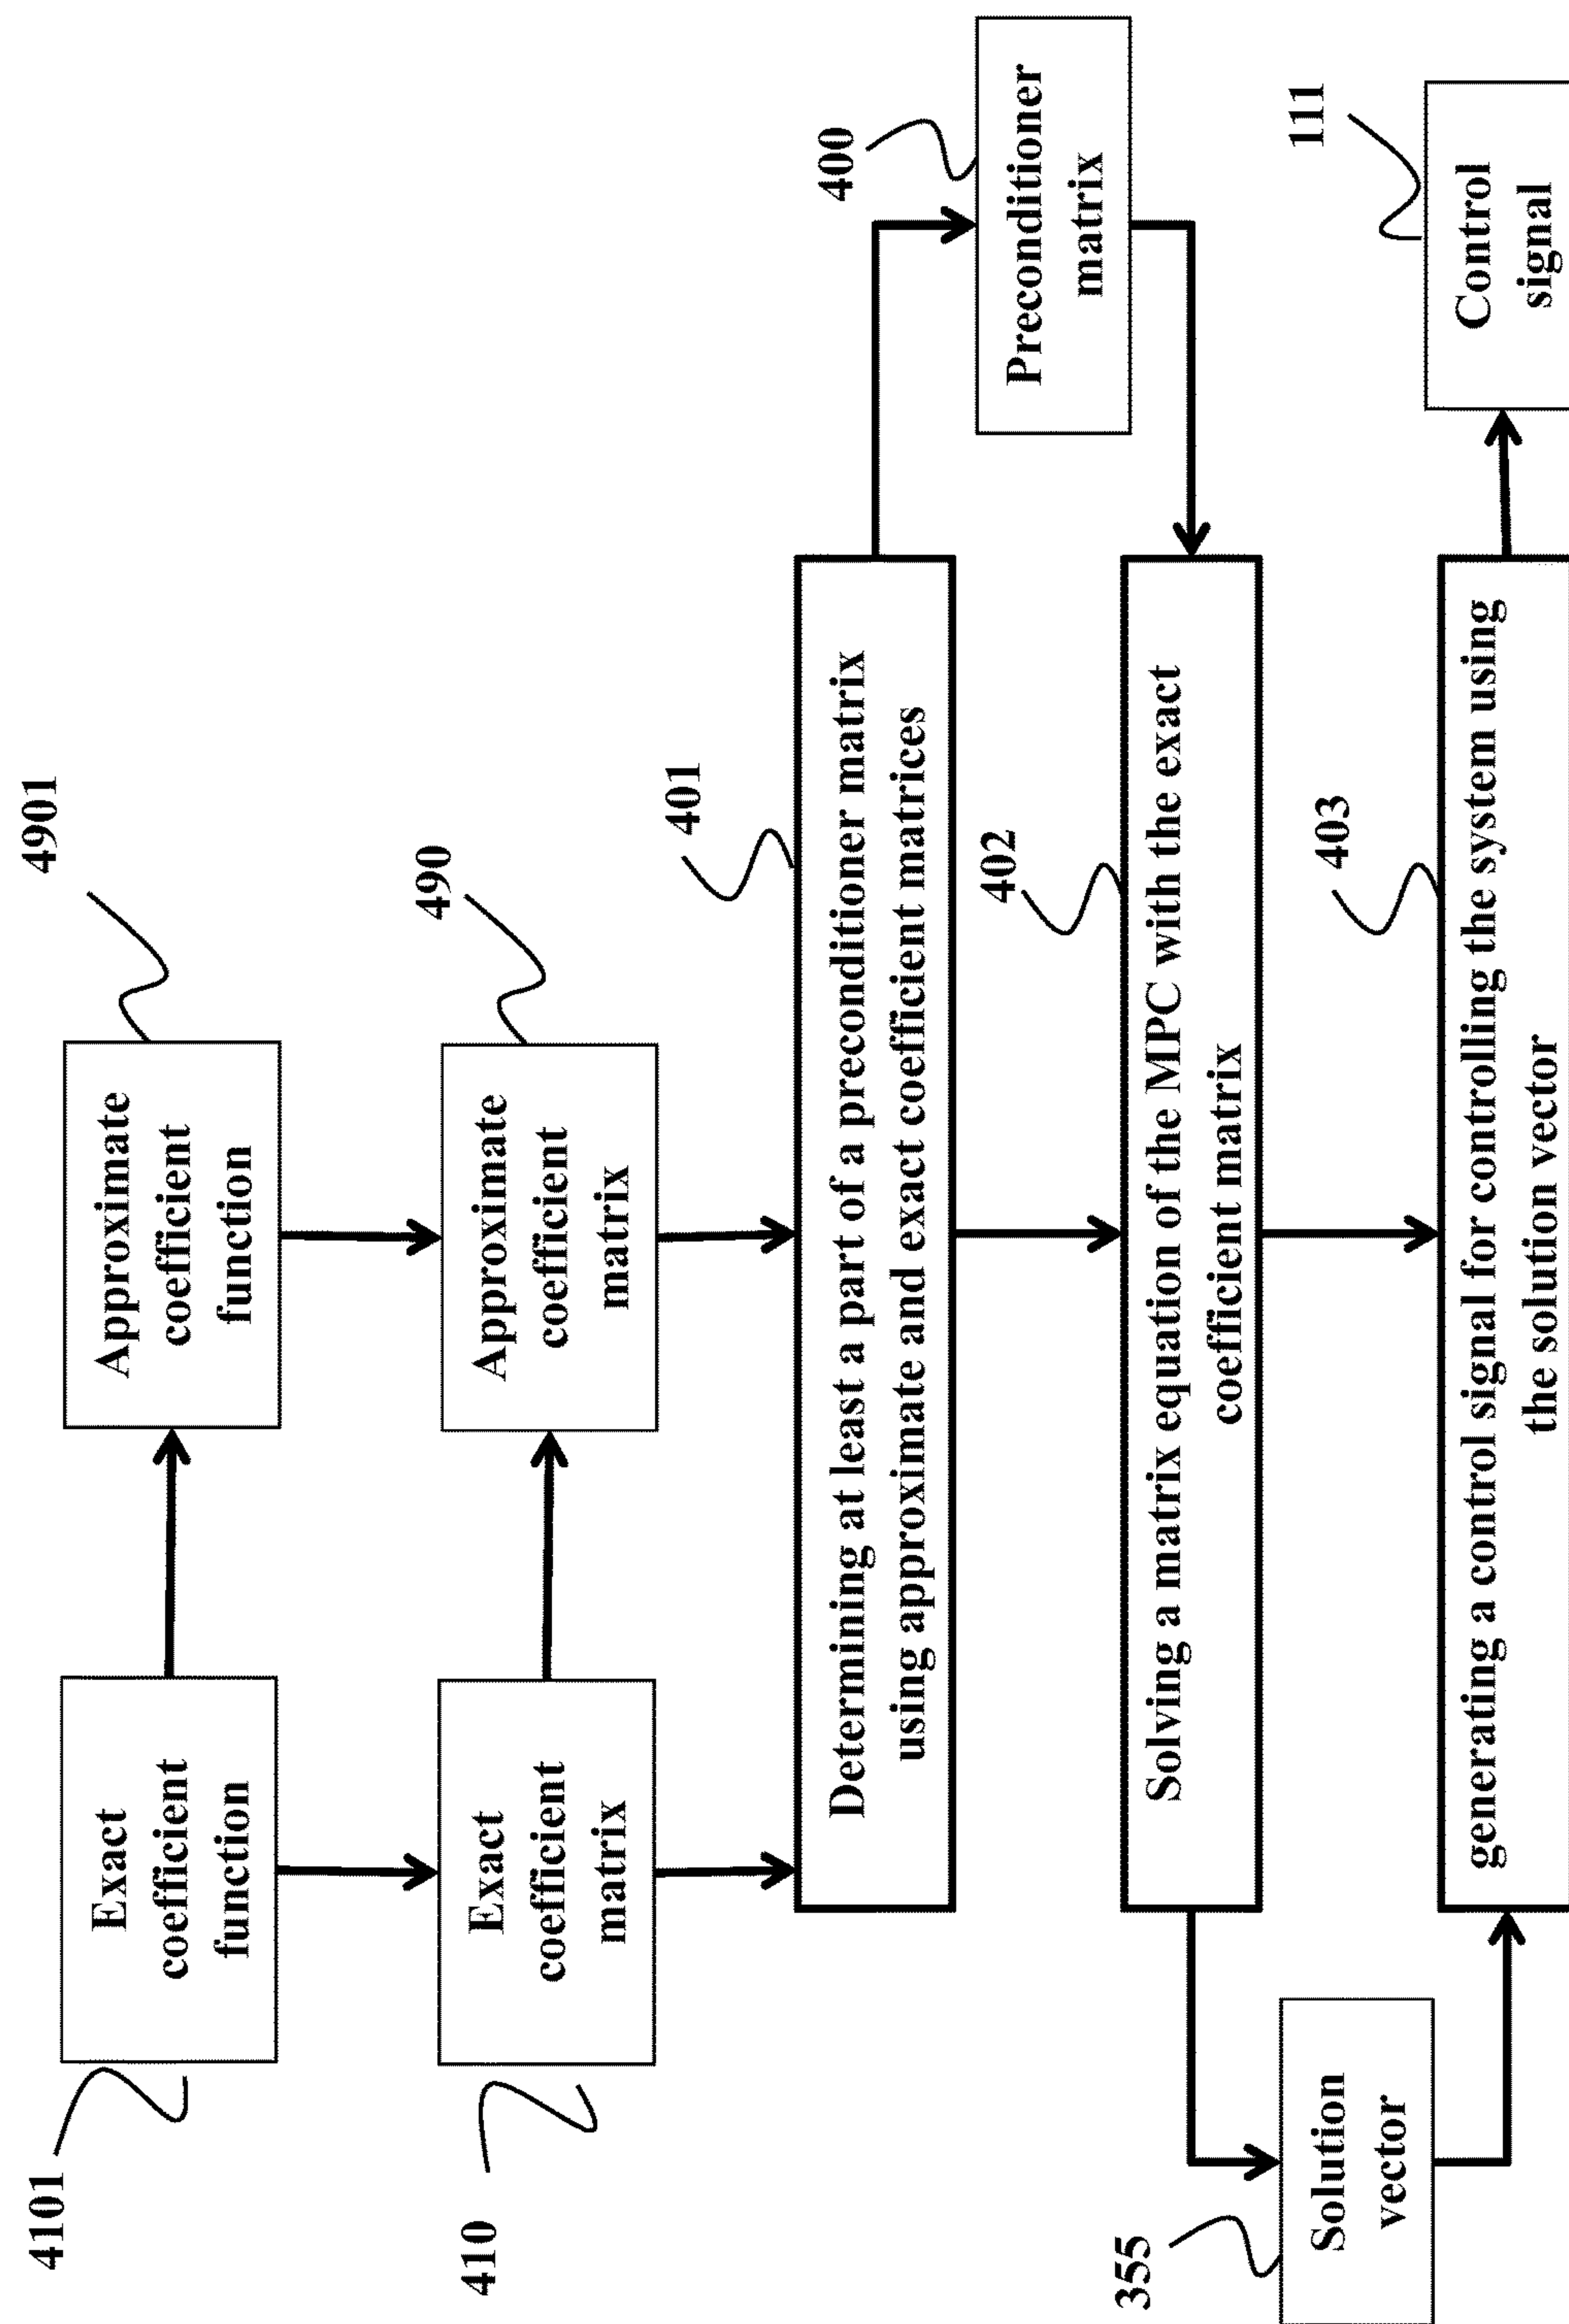 4101
Exact
coefficient
function
Approximate
coefficient
function
4901
410
Exact
coefficient
matrix
Approximate
coefficient
matrix
490
401
Determining at least a part of a preconditioner matrix
using approximate and exact coefficient matrices
400
Preconditioner
matrix
402
Solving a matrix equation of the MPC with the exact
coefficient matrix
355
Solution
vector
403
generating a control signal for controlling the system using
the solution vector
111
Control
signal